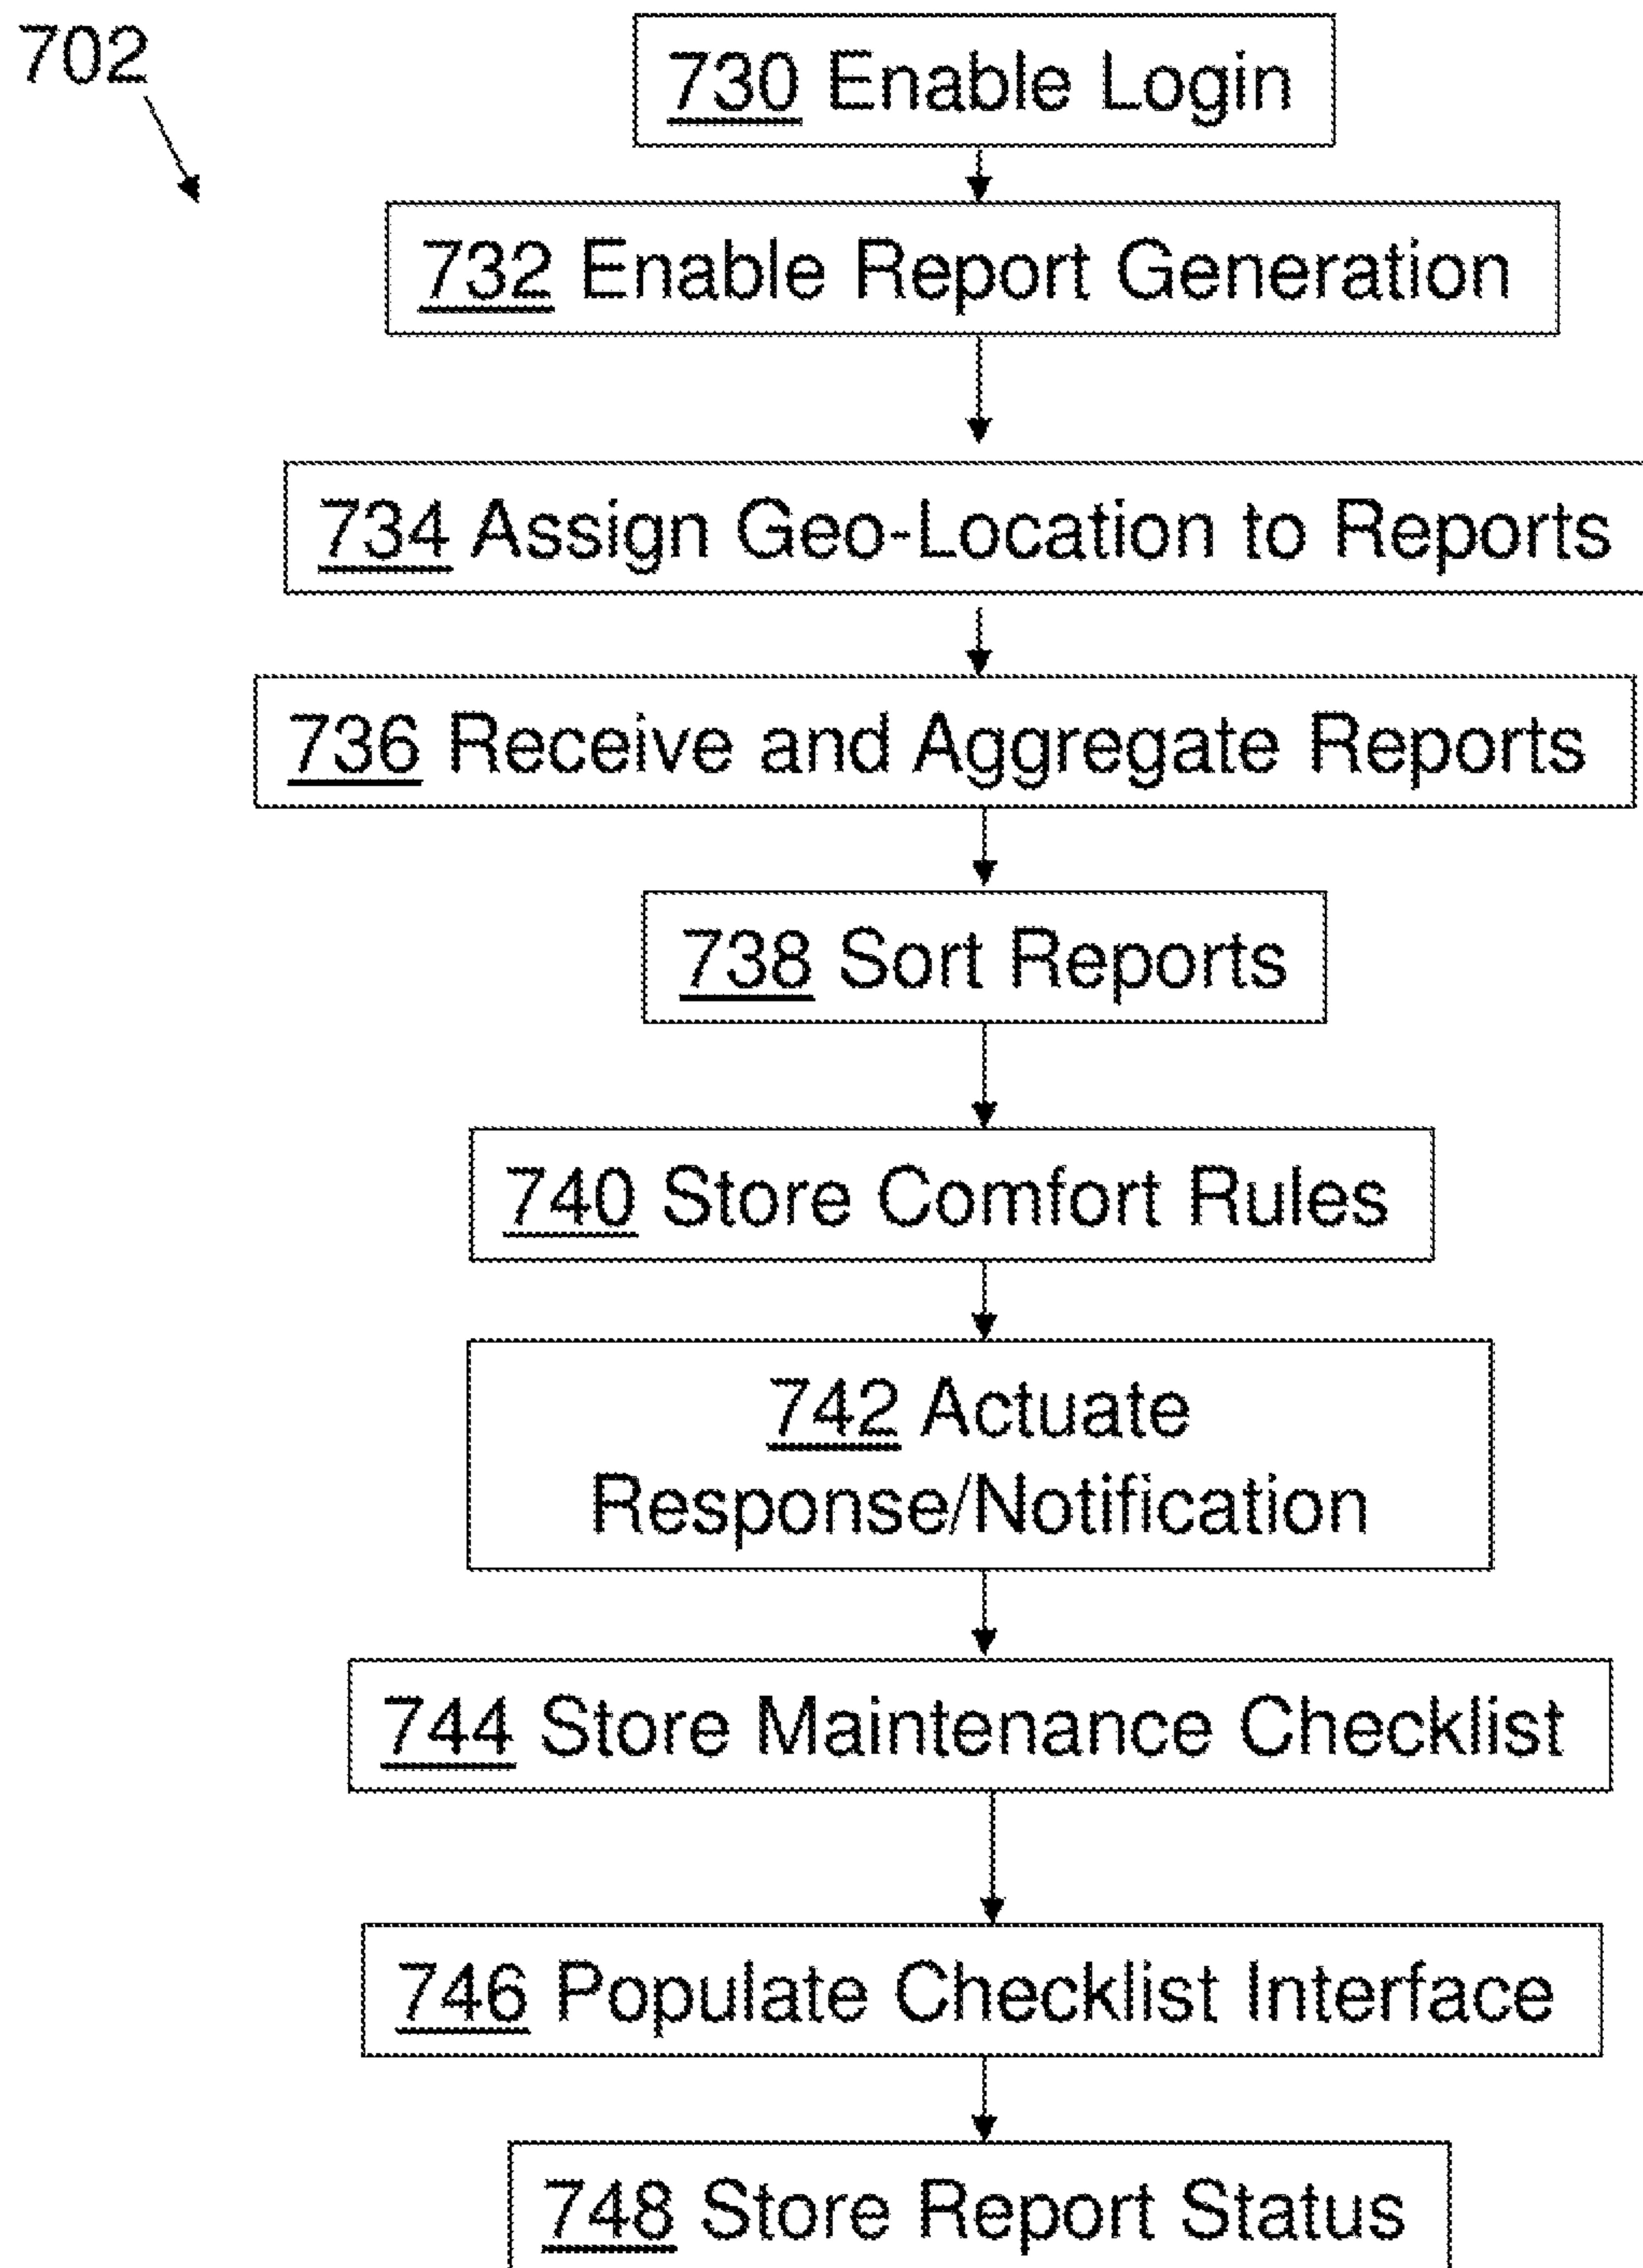 702
730 Enable Login
732 Enable Report Generation
734 Assign Geo-Location to Reports
736 Receive and Aggregate Reports
738 Sort Reports
740 Store Comfort Rules
742 Actuate
Response/Notification
744 Store Maintenance Checklist
746 Populate Checklist Interface
748 Store Report Status